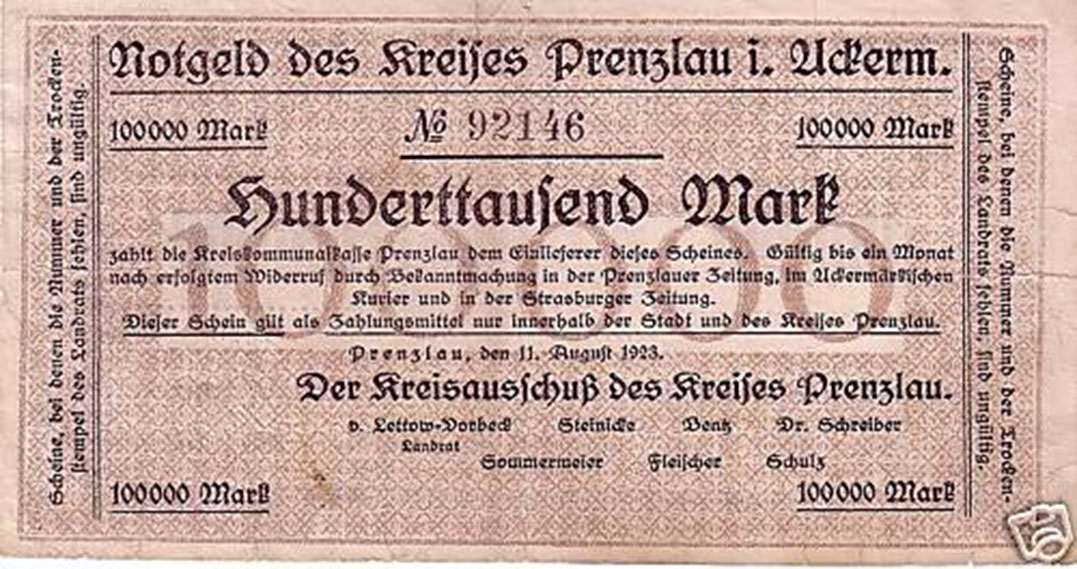 Notgeld des Kreises Prenzlau i. Uckerm.
100000 Mark
№ 92146
100000 Mark
Hunderttausend Mark
100000
zahlt die Kreiskommunalkasse Prenzlau dem Einlieferer dieses Scheines. Gültig bis ein Monat
nach erfolgtem Widerruf durch Bekanntmachung in der Prenzlauer Zeitung, im Uckermärkischen
Kurier und in der Strasburger Zeitung.
Dieser Schein gilt als Zahlungsmittel nur innerhalb der Stadt und des Kreises Prenzlau.
Prenzlau, den 11. August 1923.
Der Kreisausschuß des Kreises Prenzlau.
v. Lettow-Vorbeck Steinicke Bentz Dr. Schreiber
Landrat
Sommermeier Fleischer Schulz
100000 Mark
100000 Mark
Scheine, bei denen die Nummer und der Trocken-
stempel des Landrats fehlen, sind ungültig.
Scheine, bei denen die Nummer und der Trocken-
stempel des Landrats fehlen, sind ungültig.